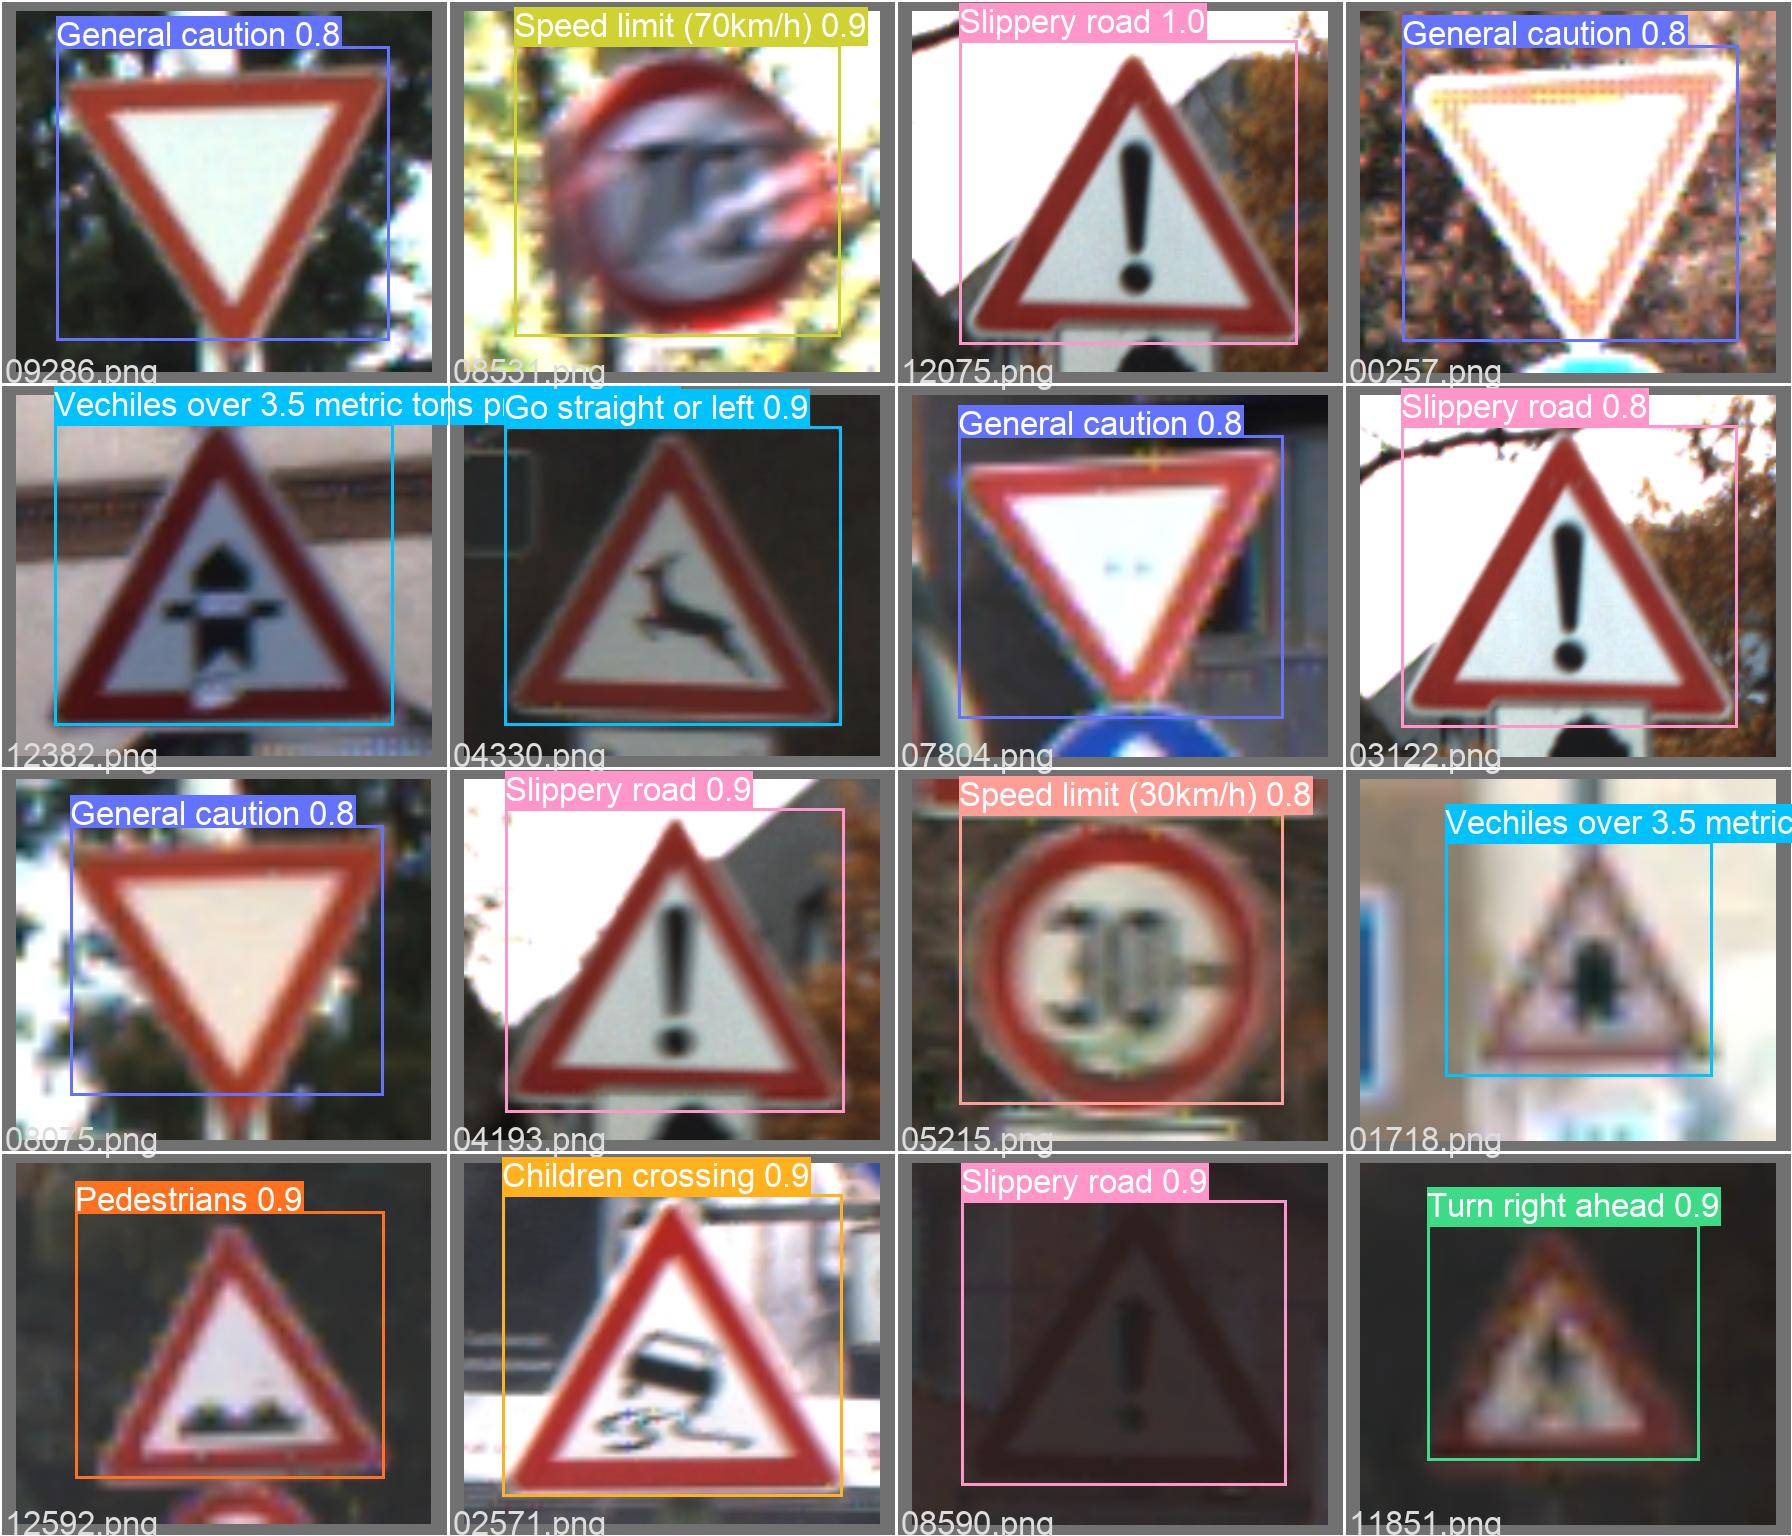 General caution 0.8
Speed limit (70km/h) 0.9
Slippery road 1.0
General caution 0.8
09286.png
08531.png
12075.png
00257.png
Vechiles over 3.5 metric tons p
Go straight or left 0.9
General caution 0.8
Slippery road 0.8
12382.png
04330.png
07804.png
03122.png
General caution 0.8
Slippery road 0.9
Speed limit (30km/h) 0.8
30
Vechiles over 3.5 metric
08075.png
04193.png
05215.png
01718.png
Pedestrians 0.9
Children crossing 0.9
Slippery road 0.9
Turn right ahead 0.9
12592.png
02571.png
08590.png
11851.png